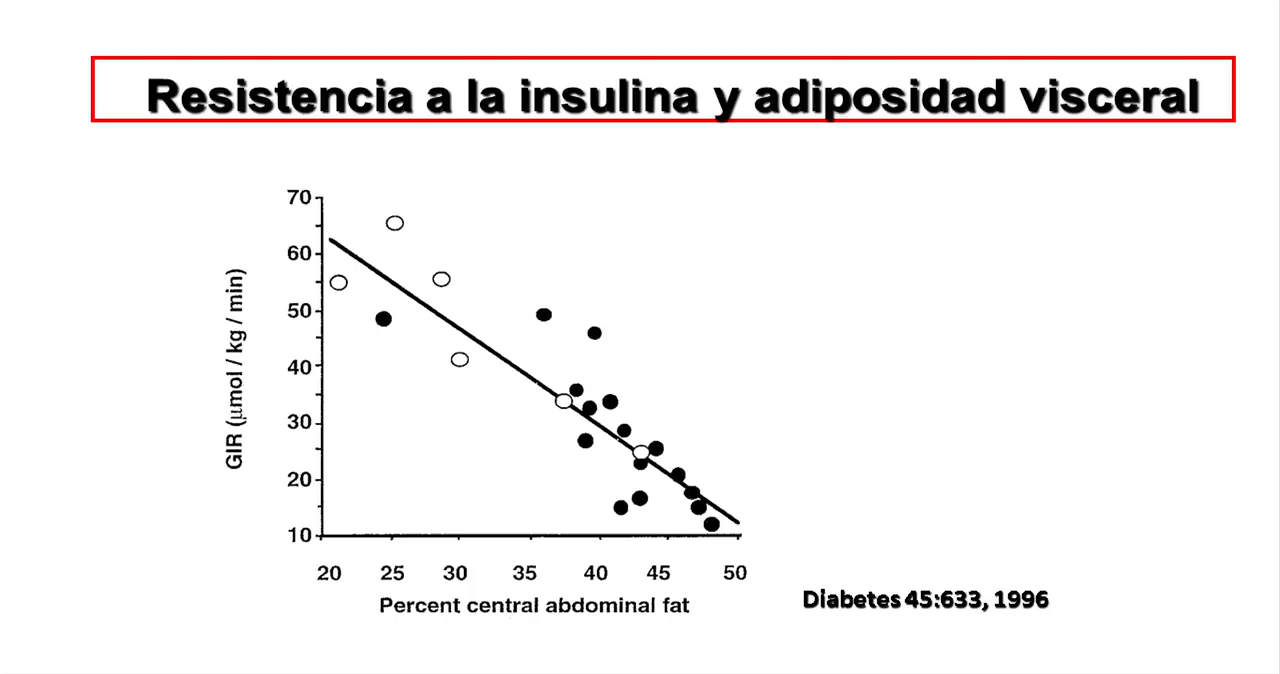 Resistencia a la insulina y adiposidad visceral
70
60
50
40
30
20
10
GIR (µmol / kg / min)
20 25 30 35 40 45 50
Percent central abdominal fat
Diabetes 45:633, 1996